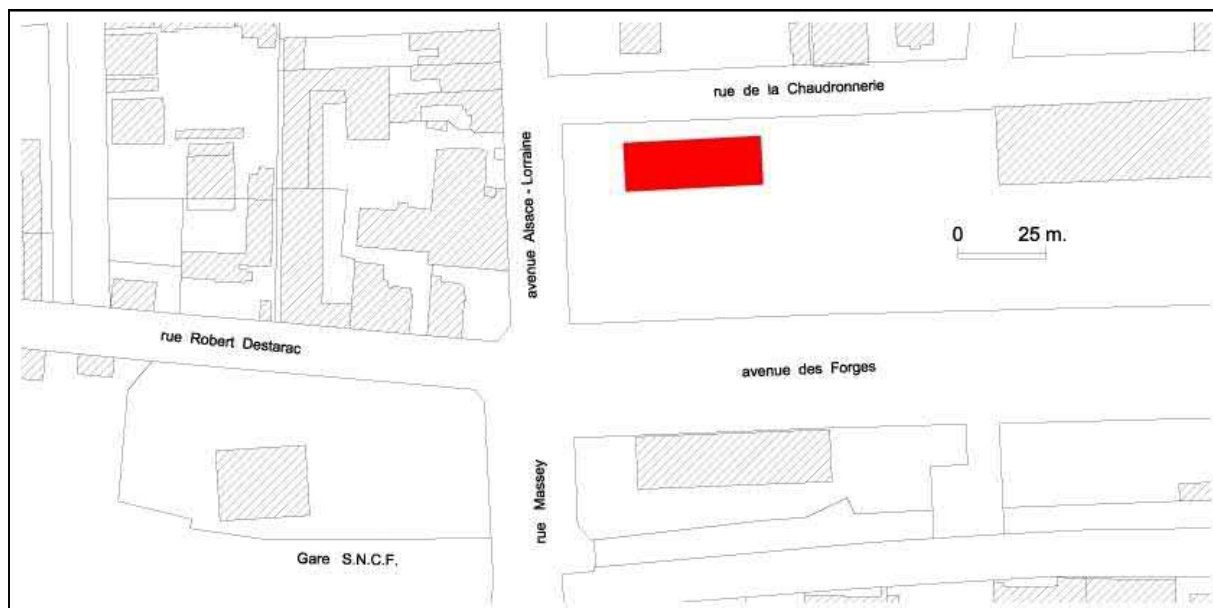 rue de la Chaudronnerie
avenue Alsace - Lorraine
0 25 m.
rue Robert Destarac
avenue des Forges
rue Massey
Gare S.N.C.F.